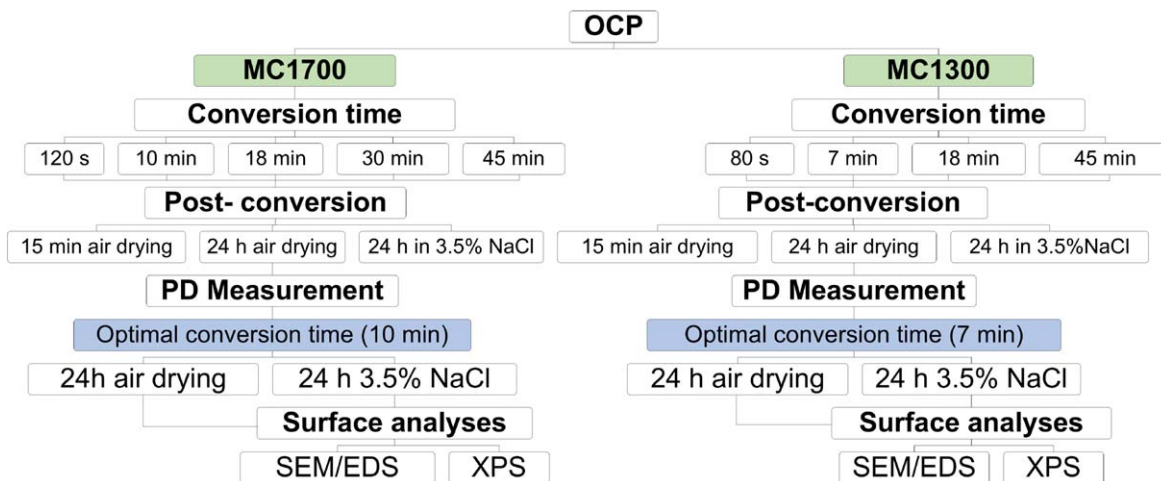 OCP
MC1700
MC1300
Conversion time
Conversion time
120 s
10 min
18 min
30 min
45 min
80 s
7 min
18 min
45 min
Post- conversion
Post-conversion
15 min air drying
24 h air drying
24 h in 3.5% NaCl
15 min air drying
24 h air drying
24 h in 3.5%NaCl
PD Measurement
PD Measurement
Optimal conversion time (10 min)
Optimal conversion time (7 min)
24h air drying
24 h 3.5% NaCl
24 h air drying
24 h 3.5% NaCl
Surface analyses
Surface analyses
SEM/EDS
XPS
SEM/EDS
XPS